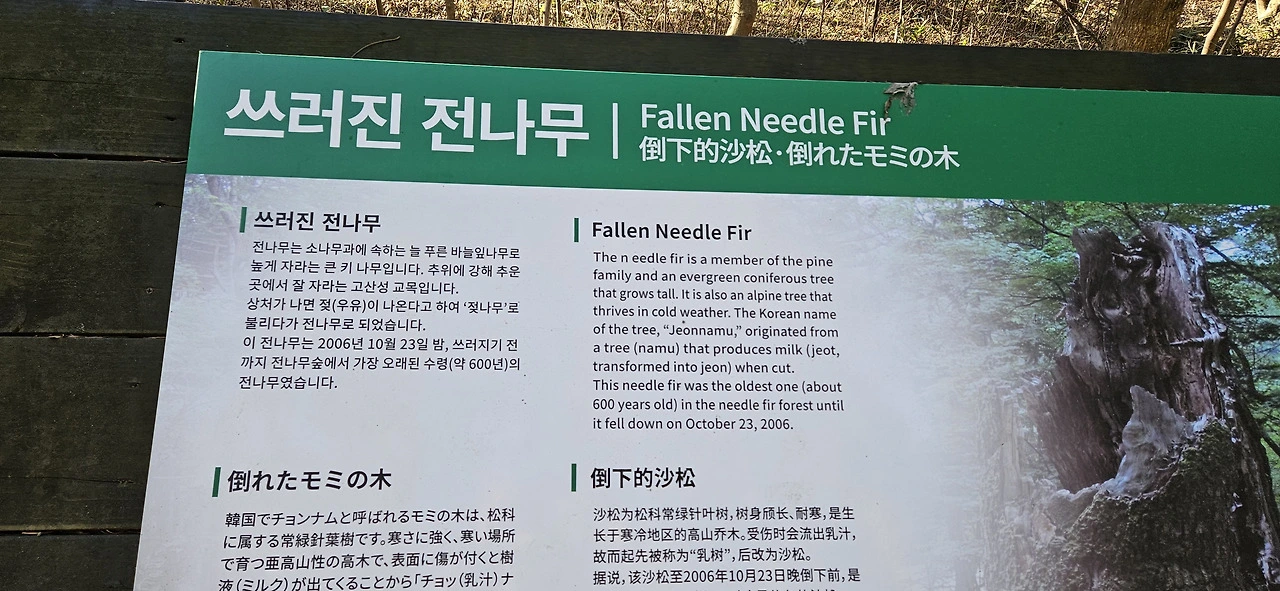 쓰러진 전나무
Fallen Needle Fir
倒下的沙松·倒れたモミの木
쓰러진 전나무
전나무는 소나무과에 속하는 늘 푸른 바늘잎나무로
높게 자라는 큰 키 나무입니다. 추위에 강해 추운
곳에서 잘 자라는 고산성 교목입니다.
상처가 나면 젖(우유)이 나온다고 하여 ‘젖나무’로
불리다가 전나무로 되었습니다.
이 전나무는 2006년 10월 23일 밤, 쓰러지기 전
까지 전나무숲에서 가장 오래된 수령(약 600년)의
전나무였습니다.
Fallen Needle Fir
The n eedle fir is a member of the pine
family and an evergreen coniferous tree
that grows tall. It is also an alpine tree that
thrives in cold weather. The Korean name
of the tree, “Jeonnamu,” originated from
a tree (namu) that produces milk (jeot,
transformed into jeon) when cut.
This needle fir was the oldest one (about
600 years old) in the needle fir forest until
it fell down on October 23, 2006.
倒れたモミの木
韓国でチョンナムと呼ばれるモミの木は、松科
に属する常緑針葉樹です。寒さに強く、寒い場所
で育つ亜高山性の高木で、表面に傷が付くと樹
液(ミルク)が出てくることから「チョッ(乳汁)ナ
倒下的沙松
沙松为松科常绿针叶树，树身颀长、耐寒，是生
长于寒冷地区的高山乔木。受伤时会流出乳汁，
故而起先被称为“乳树”，后改为沙松。
据说，该沙松至2006年10月23日晚倒下前，是